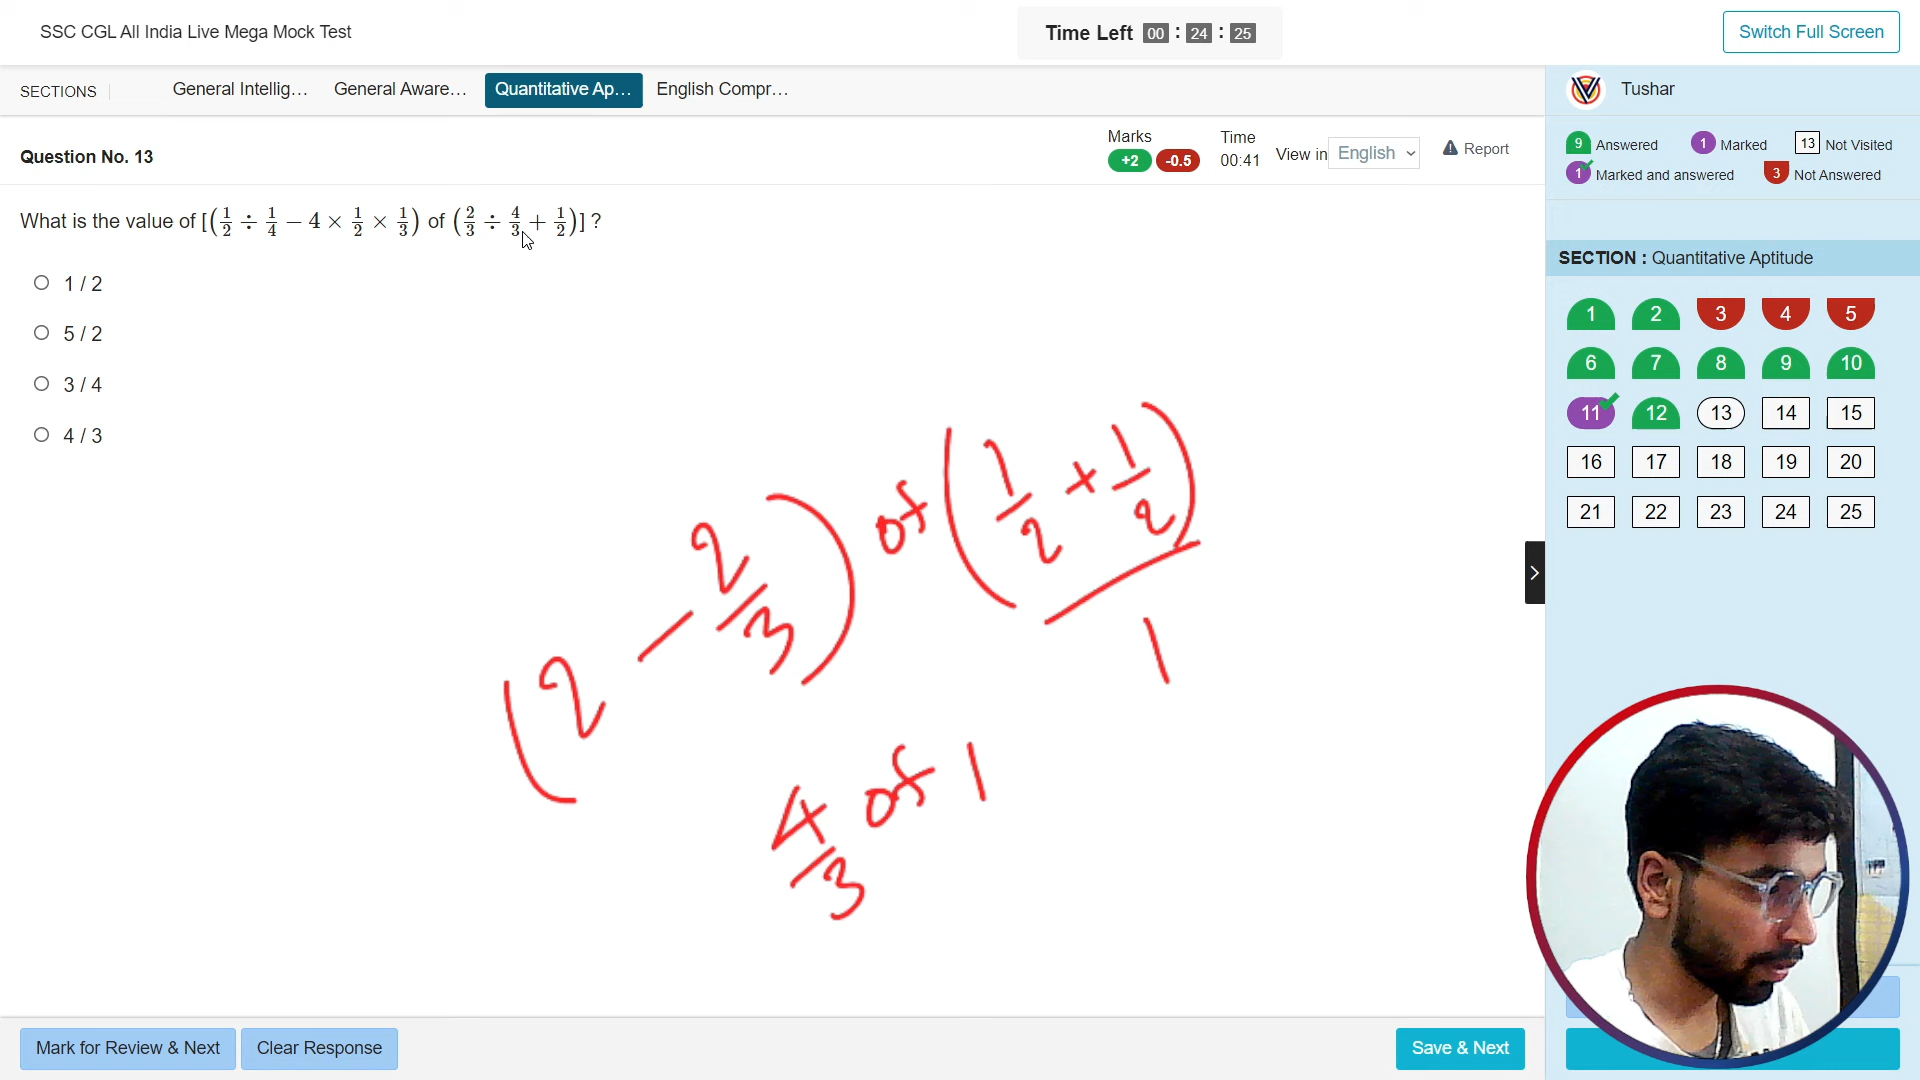 SSC CGL All India Live Mega Mock Test
Time Left 00 : 24 : 25
Switch Full Screen
SECTIONS
General Intellig...
General Aware...
Quantitative Ap...
English Compr...
Tushar
Question No. 13
Marks
+2 -0.5
Time
00:41
View in English
Report
9 Answered
1 Marked
13 Not Visited
1 Marked and answered
3 Not Answered
What is the value of [(1/2 ÷ 1/4 − 4 × 1/2 × 1/3) of (2/3 ÷ 4/3 + 1/2)] ?
1 / 2
5 / 2
3 / 4
4 / 3
(2 − 2/3) of (1/2 + 1/2)
1
4/3 of 1
SECTION : Quantitative Aptitude
1 2 3 4 5
6 7 8 9 10
11 12 13 14 15
16 17 18 19 20
21 22 23 24 25
Mark for Review & Next
Clear Response
Save & Next